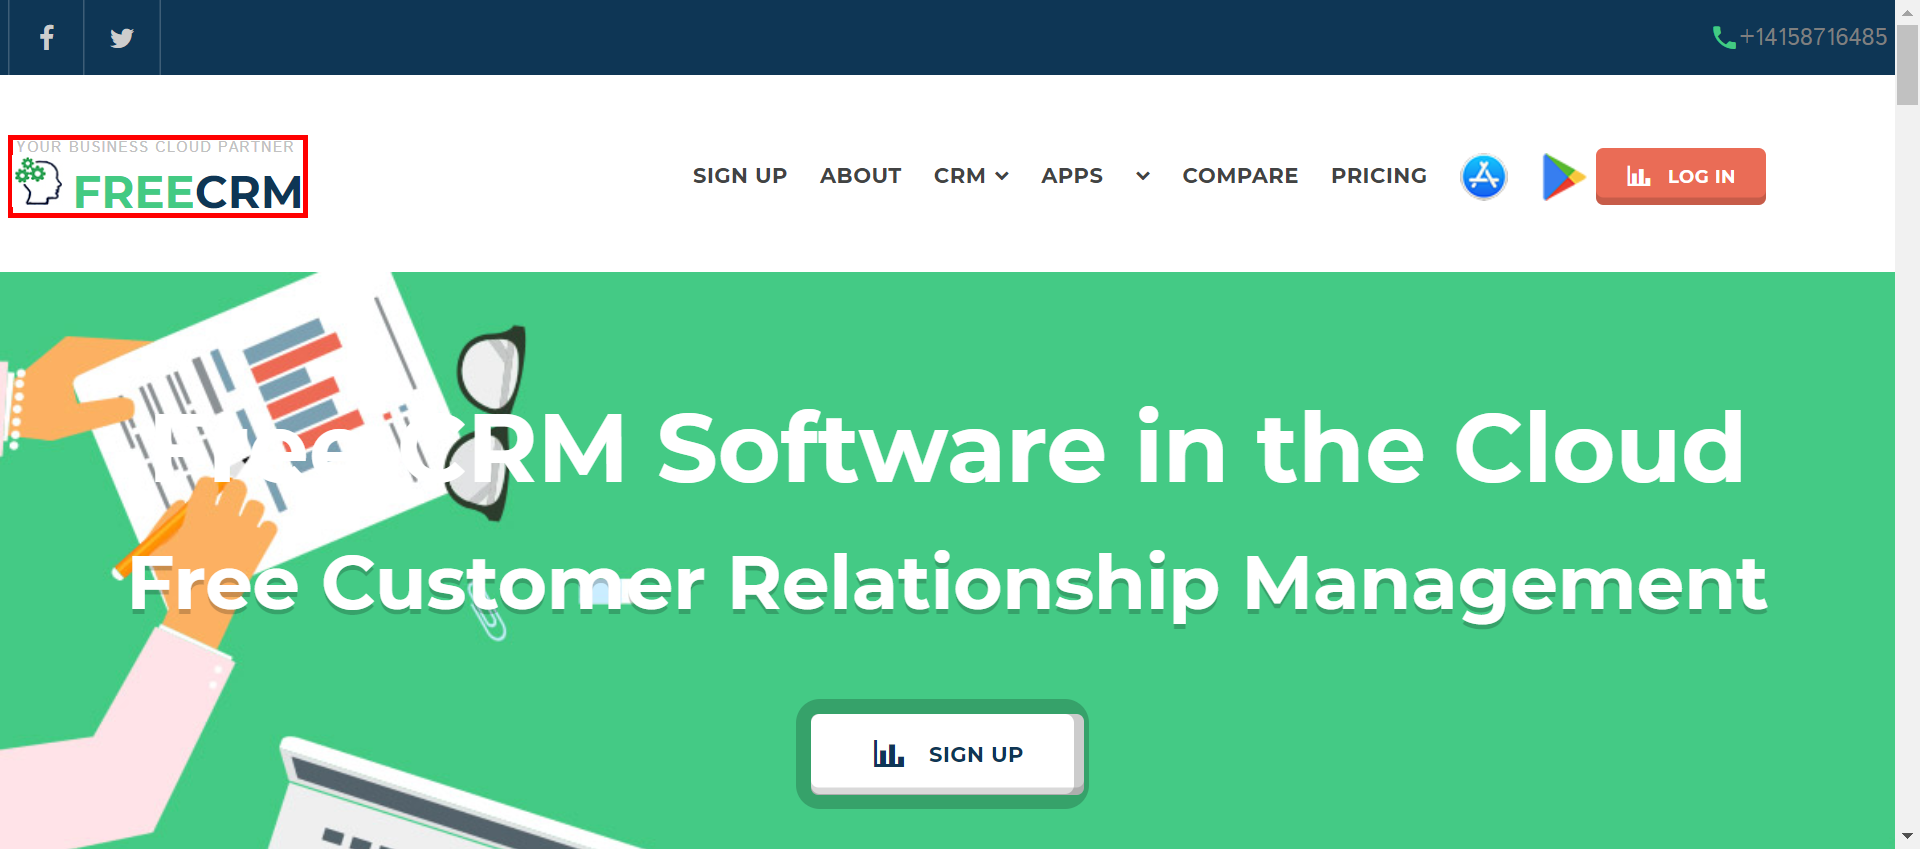 +14158716485
YOUR BUSINESS CLOUD PARTNER
FREECRM
SIGN UP ABOUT CRM APPS COMPARE PRICING LOG IN
Free CRM Software in the Cloud
Free Customer Relationship Management
SIGN UP